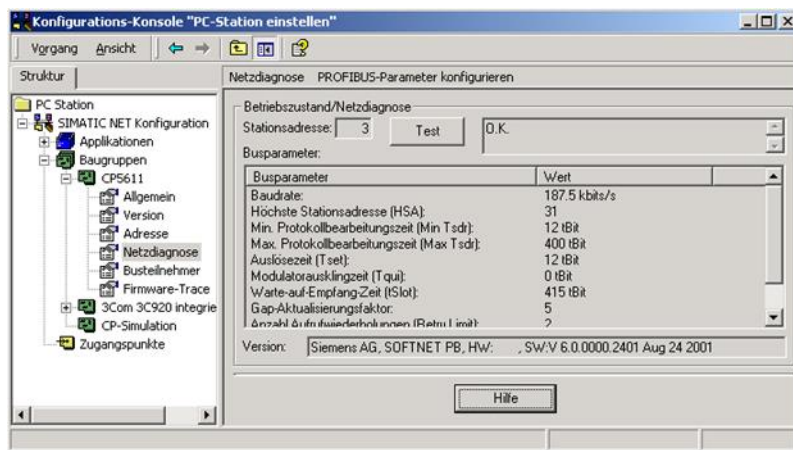 Konfigurations-Konsole "PC-Station einstellen"
Vorgang Ansicht
Struktur
Netzdiagnose PROFIBUS-Parameter konfigurieren
PC Station
SIMATIC NET Konfiguration
Applikationen
Baugruppen
CP5611
Allgemein
Version
Adresse
Netzdiagnose
Busteilnehmer
Firmware-Trace
3Com 3C920 integrie
CP-Simulation
Zugangspunkte
Betriebszustand/Netzdiagnose
Stationsadresse: 3 Test O.K.
Busparameter:
Busparameter Wert
Baudrate: 187.5 kbits/s
Höchste Stationsadresse (HSA): 31
Min. Protokollbearbeitungszeit (Min Tsdr): 12 tBit
Max. Protokollbearbeitungszeit (Max Tsdr): 400 tBit
Auslösezeit (Tset): 12 tBit
Modulatorausklingzeit (Tqui): 0 tBit
Warte-auf-Empfang-Zeit (tSlot): 415 tBit
Gap-Aktualisierungsfaktor: 5
Anzahl Aufrufwiederholungen (Retry Limit): 2
Version: Siemens AG, SOFTNET PB, HW: , SW:V 6.0.0000.2401 Aug 24 2001
Hilfe